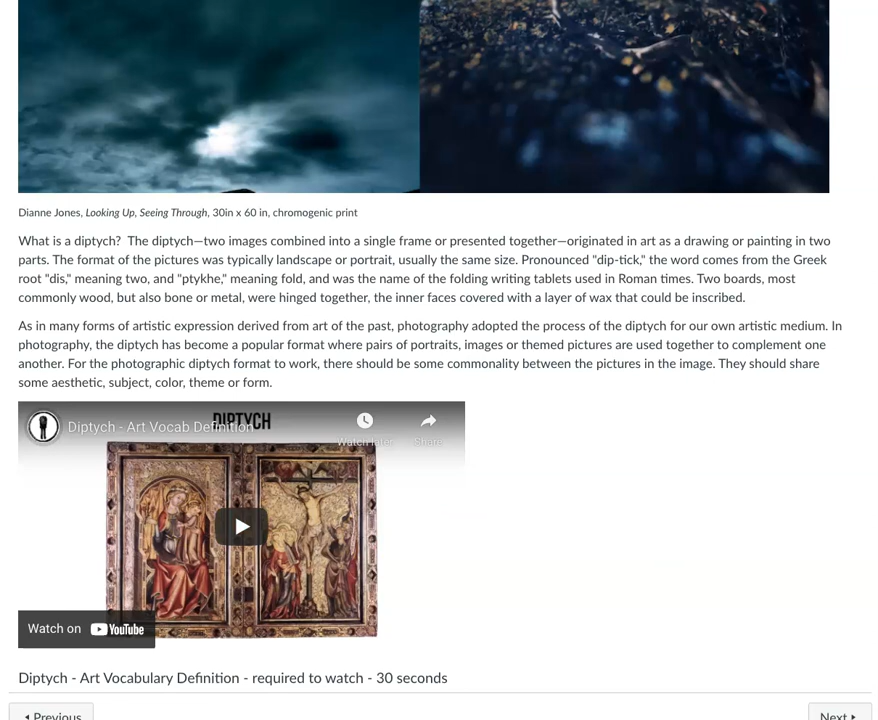 Dianne Jones, Looking Up, Seeing Through, 30in x 60 in, chromogenic print
What is a diptych?  The diptych—two images combined into a single frame or presented together—originated in art as a drawing or painting in two
parts. The format of the pictures was typically landscape or portrait, usually the same size. Pronounced "dip-tick," the word comes from the Greek
root "dis," meaning two, and "ptykhe," meaning fold, and was the name of the folding writing tablets used in Roman times. Two boards, most
commonly wood, but also bone or metal, were hinged together, the inner faces covered with a layer of wax that could be inscribed.
As in many forms of artistic expression derived from art of the past, photography adopted the process of the diptych for our own artistic medium. In
photography, the diptych has become a popular format where pairs of portraits, images or themed pictures are used together to complement one
another. For the photographic diptych format to work, there should be some commonality between the pictures in the image. They should share
some aesthetic, subject, color, theme or form.
DIPTYCH
Diptych - Art Vocab Definition
Watch later
Share
Watch on YouTube
Diptych - Art Vocabulary Definition - required to watch - 30 seconds
Previous
Next